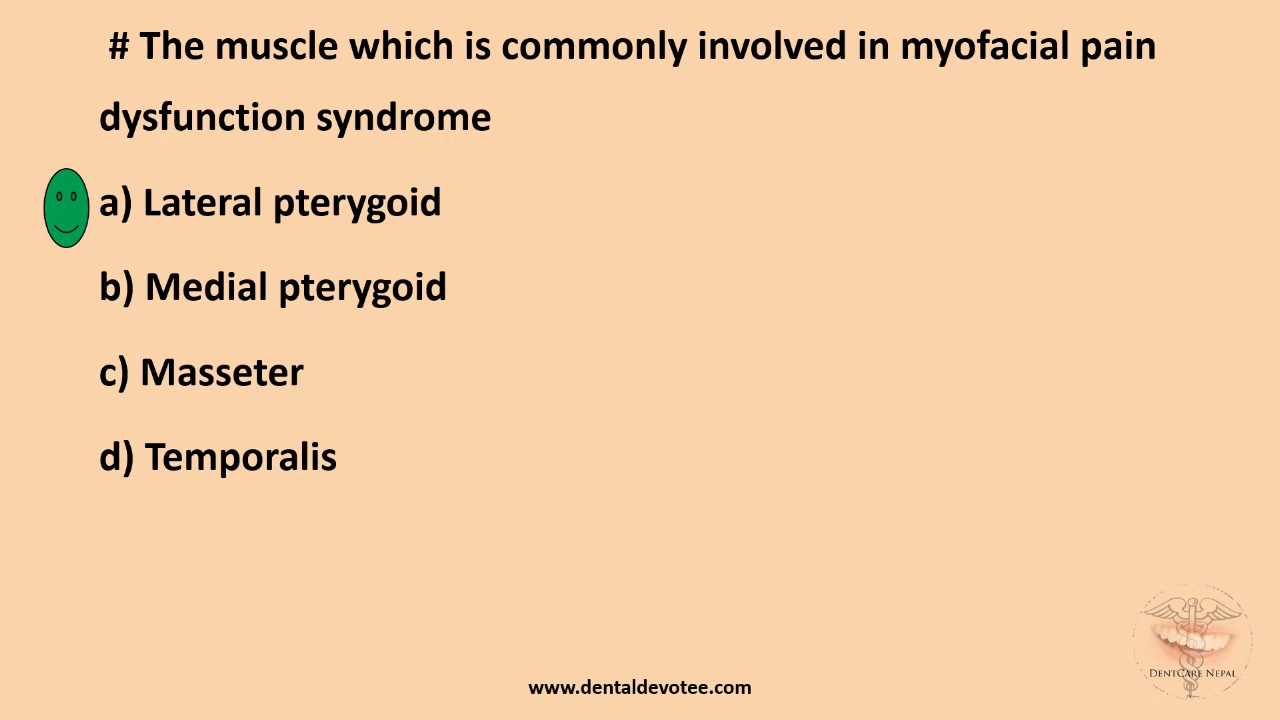 # The muscle which is commonly involved in myofacial pain
dysfunction syndrome
a) Lateral pterygoid
b) Medial pterygoid
c) Masseter
d) Temporalis
DENTCARE NEPAL
www.dentaldevotee.com